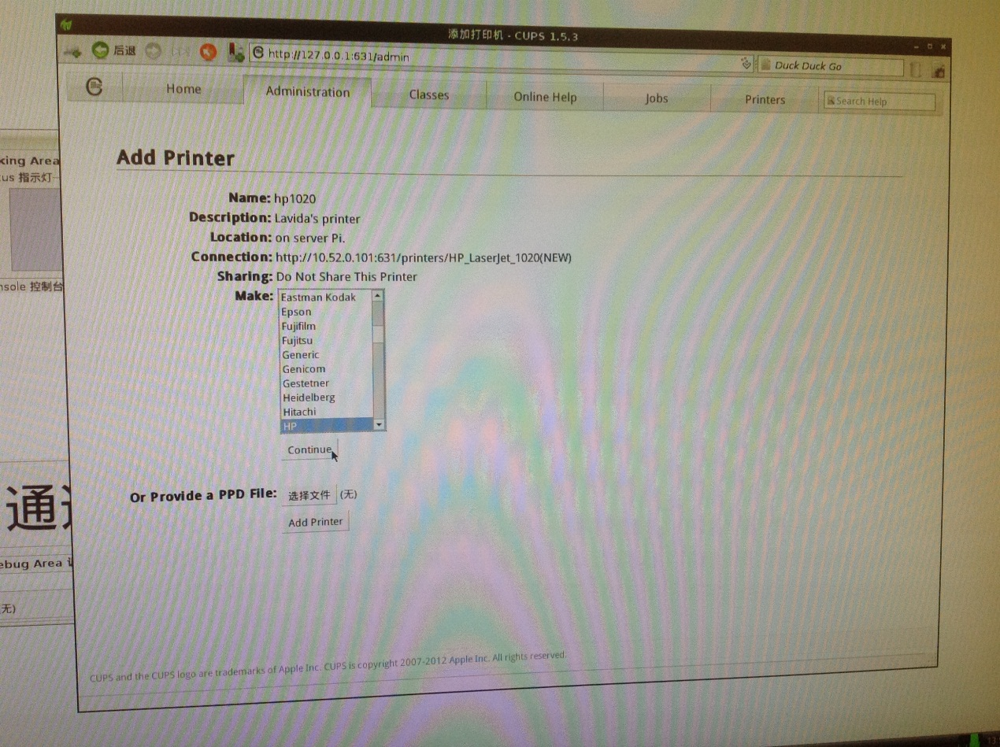 添加打印机 - CUPS 1.5.3
后退
http://127.0.0.1:631/admin
Duck Duck Go
Home
Administration
Classes
Online Help
Jobs
Printers
Search Help
king Area
us 指示灯
nsole 控制台
通
ebug Area
无)
Add Printer
Name: hp1020
Description: Lavida's printer
Location: on server Pi.
Connection: http://10.52.0.101:631/printers/HP_LaserJet_1020(NEW)
Sharing: Do Not Share This Printer
Make:
Eastman Kodak
Epson
Fujifilm
Fujitsu
Generic
Genicom
Gestetner
Heidelberg
Hitachi
HP
Continue
Or Provide a PPD File: 选择文件 (无)
Add Printer
CUPS and the CUPS logo are trademarks of Apple Inc. CUPS is copyright 2007-2012 Apple Inc. All rights reserved.